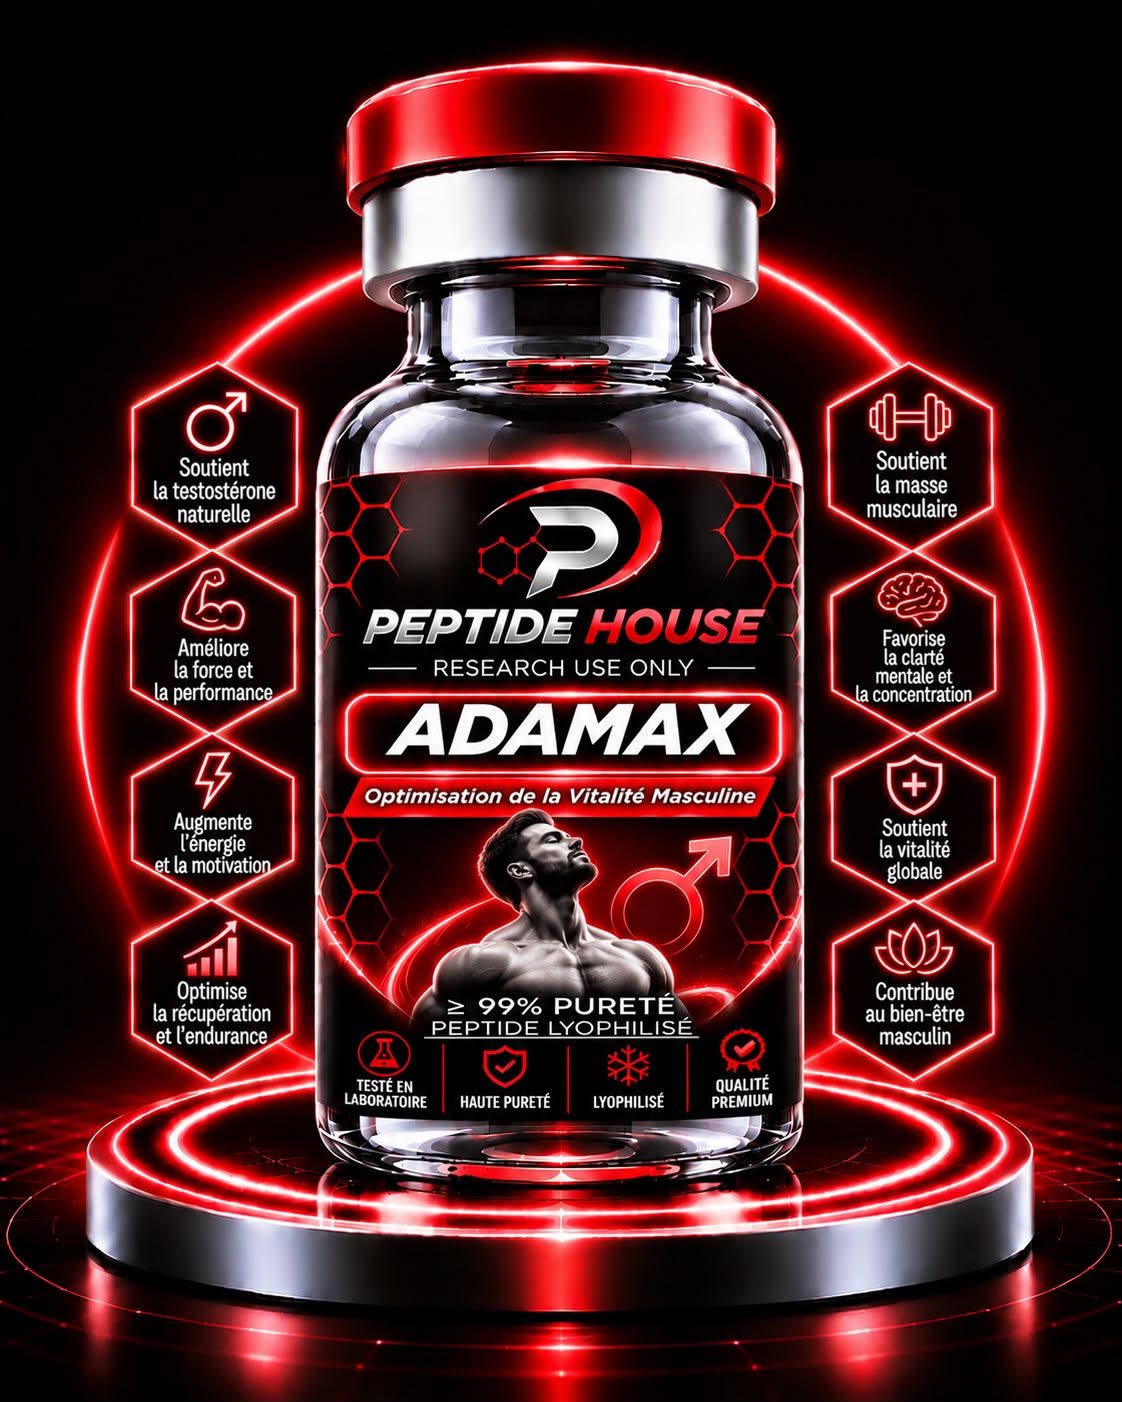 PEPTIDE HOUSE
RESEARCH USE ONLY
ADAMAX
Optimisation de la Vitalité Masculine
≥ 99% PURETÉ
PEPTIDE LYOPHILISÉ
TESTÉ EN
LABORATOIRE
HAUTE PURETÉ
LYOPHILISÉ
QUALITÉ
PREMIUM
Soutient
la testostérone
naturelle
Améliore
la force et
la performance
Augmente
l'énergie
et la motivation
Optimise
la récupération
et l'endurance
Soutient
la masse
musculaire
Favorise
la clarté
mentale et
la concentration
Soutient
la vitalité
globale
Contribue
au bien-être
masculin